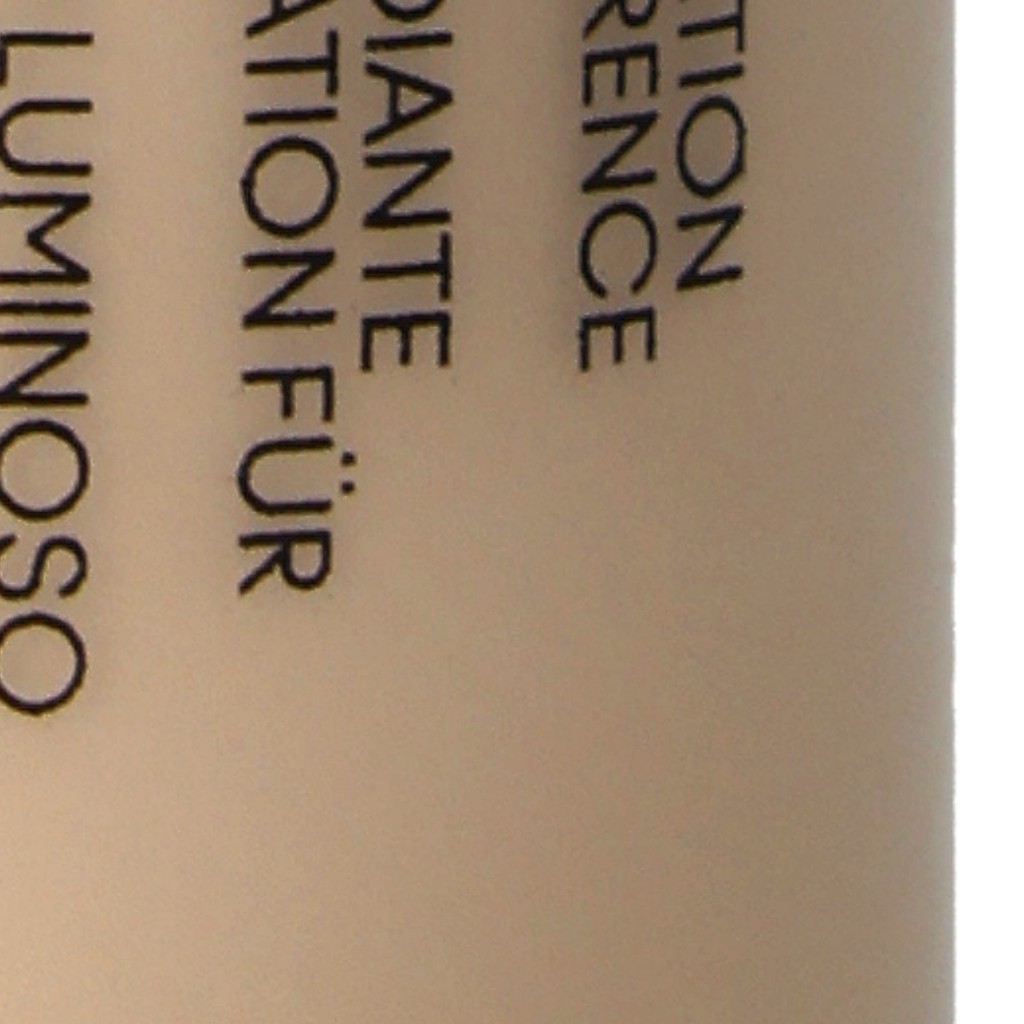 TION
RENCE
DIANTE
ATION FÜR
LUMINOSO